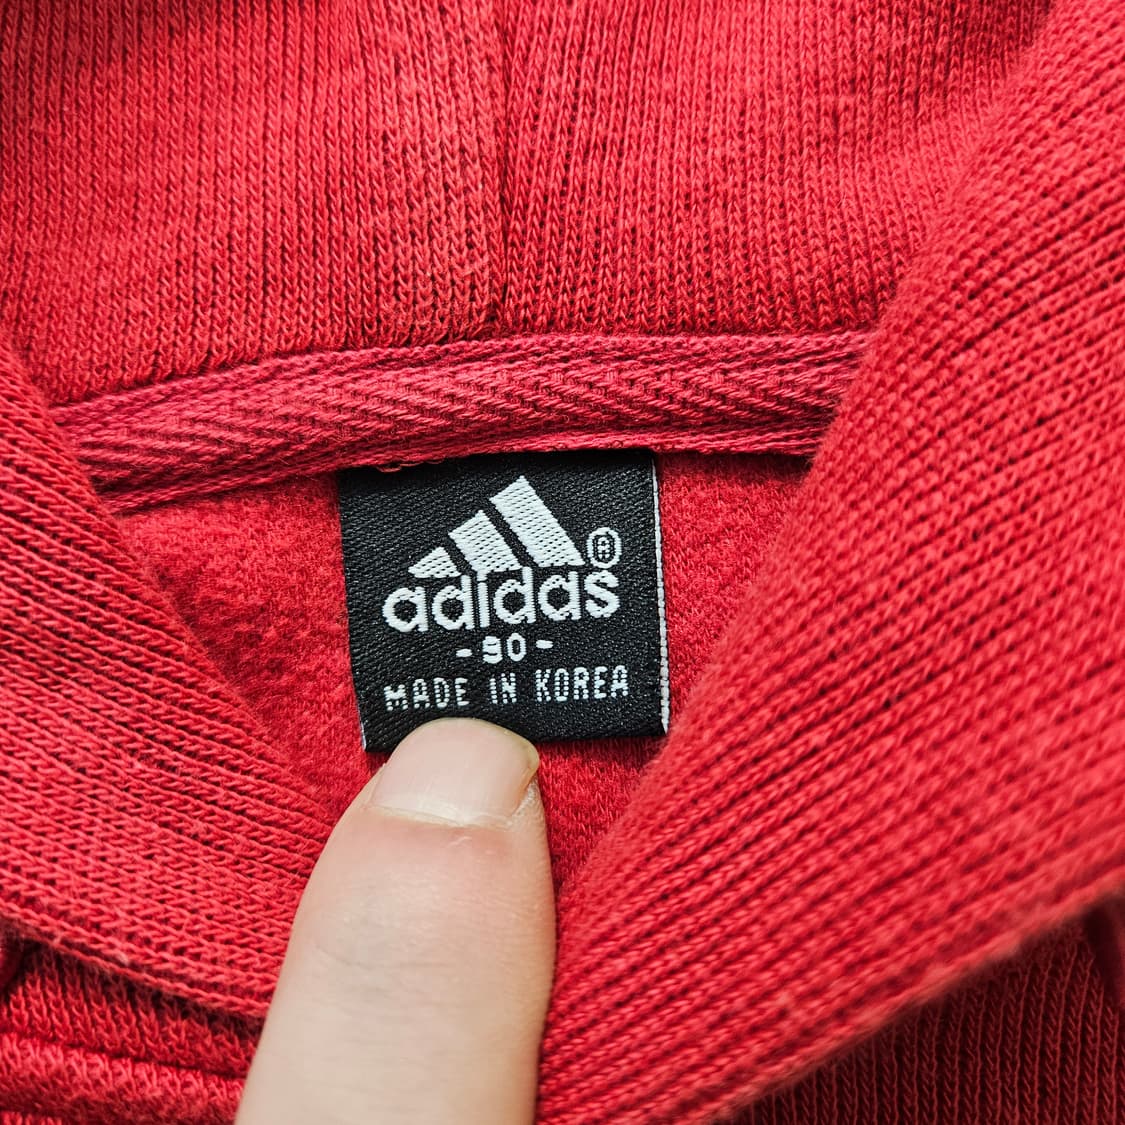 adidas®
- 90 -
MADE IN KOREA